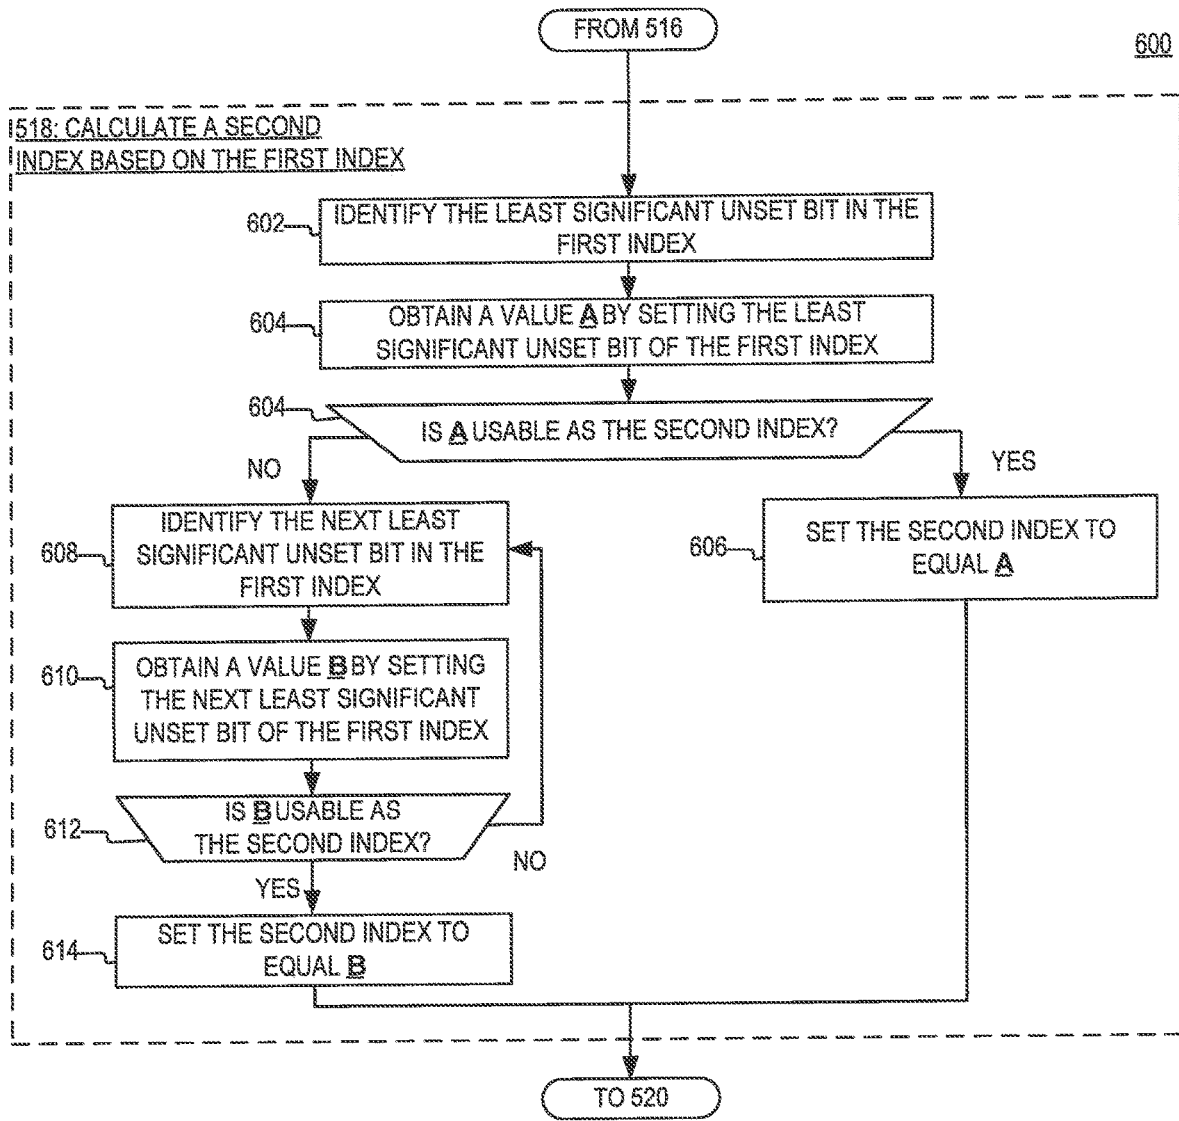 FROM 516
600
518: CALCULATE A SECOND
INDEX BASED ON THE FIRST INDEX
602
IDENTIFY THE LEAST SIGNIFICANT UNSET BIT IN THE
FIRST INDEX
604
OBTAIN A VALUE A BY SETTING THE LEAST
SIGNIFICANT UNSET BIT OF THE FIRST INDEX
604
IS A USABLE AS THE SECOND INDEX?
NO
YES
608
IDENTIFY THE NEXT LEAST
SIGNIFICANT UNSET BIT IN THE
FIRST INDEX
606
SET THE SECOND INDEX TO
EQUAL A
610
OBTAIN A VALUE B BY SETTING
THE NEXT LEAST SIGNIFICANT
UNSET BIT OF THE FIRST INDEX
612
IS B USABLE AS
THE SECOND INDEX?
NO
YES
614
SET THE SECOND INDEX TO
EQUAL B
TO 520